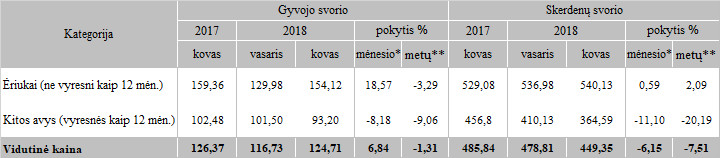 Kategorija Gyvojo svorio Skerdenų svorio
2017 2018 pokytis % 2017 2018 pokytis %
kovas vasaris kovas mėnesio* metų** kovas vasaris kovas mėnesio* metų**
Ėriukai (ne vyresni kaip 12 mėn.) 159,36 129,98 154,12 18,57 -3,29 529,08 536,98 540,13 0,59 2,09
Kitos avys (vyresnės kaip 12 mėn.) 102,48 101,50 93,20 -8,18 -9,06 456,8 410,13 364,59 -11,10 -20,19
Vidutinė kaina 126,37 116,73 124,71 6,84 -1,31 485,84 478,81 449,35 -6,15 -7,51